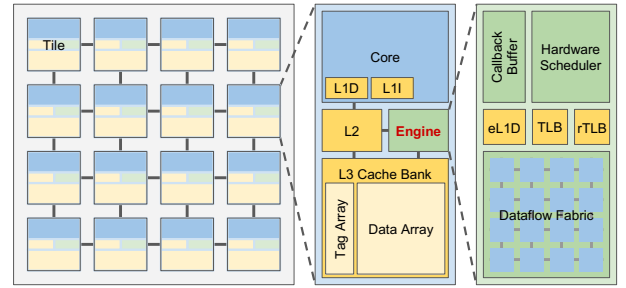 Tile
Core
L1D
L1I
L2
Engine
L3 Cache Bank
Tag Array
Data Array
Callback
Buffer
Hardware
Scheduler
eL1D
TLB
rTLB
Dataflow Fabric